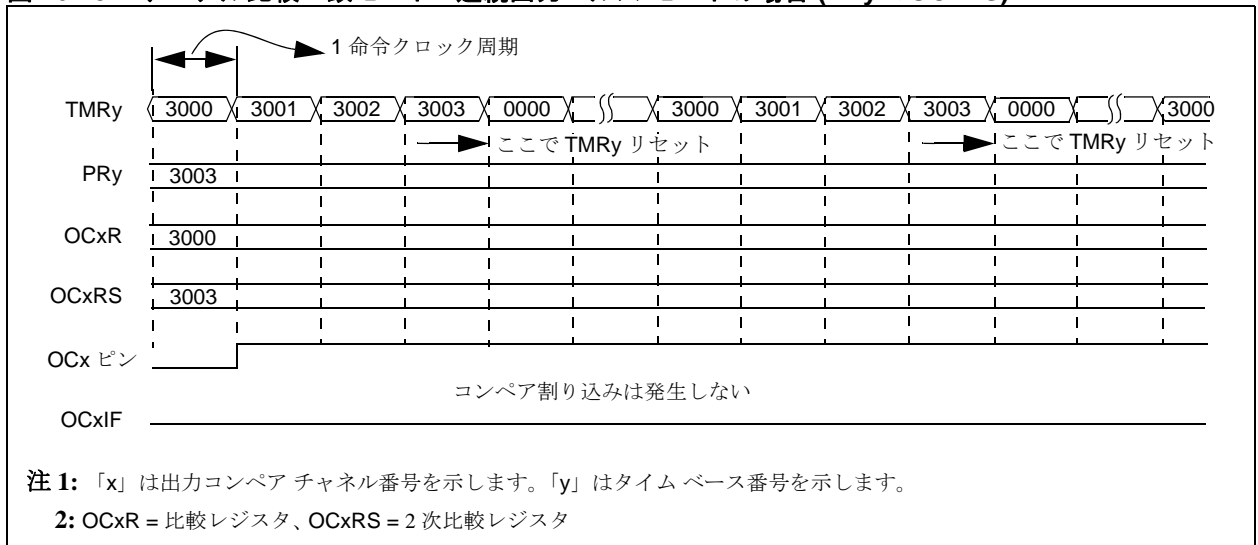 1 命令クロック周期
TMRy 3000 3001 3002 3003 0000 3000 3001 3002 3003 0000 3000
ここで TMRy リセット ここで TMRy リセット
PRy 3003
OCxR 3000
OCxRS 3003
OCx ピン
コンペア割り込みは発生しない
OCxIF
注 1: 「x」は出力コンペア チャネル番号を示します。「y」はタイム ベース番号を示します。
2: OCxR = 比較レジスタ、OCxRS = 2 次比較レジスタ